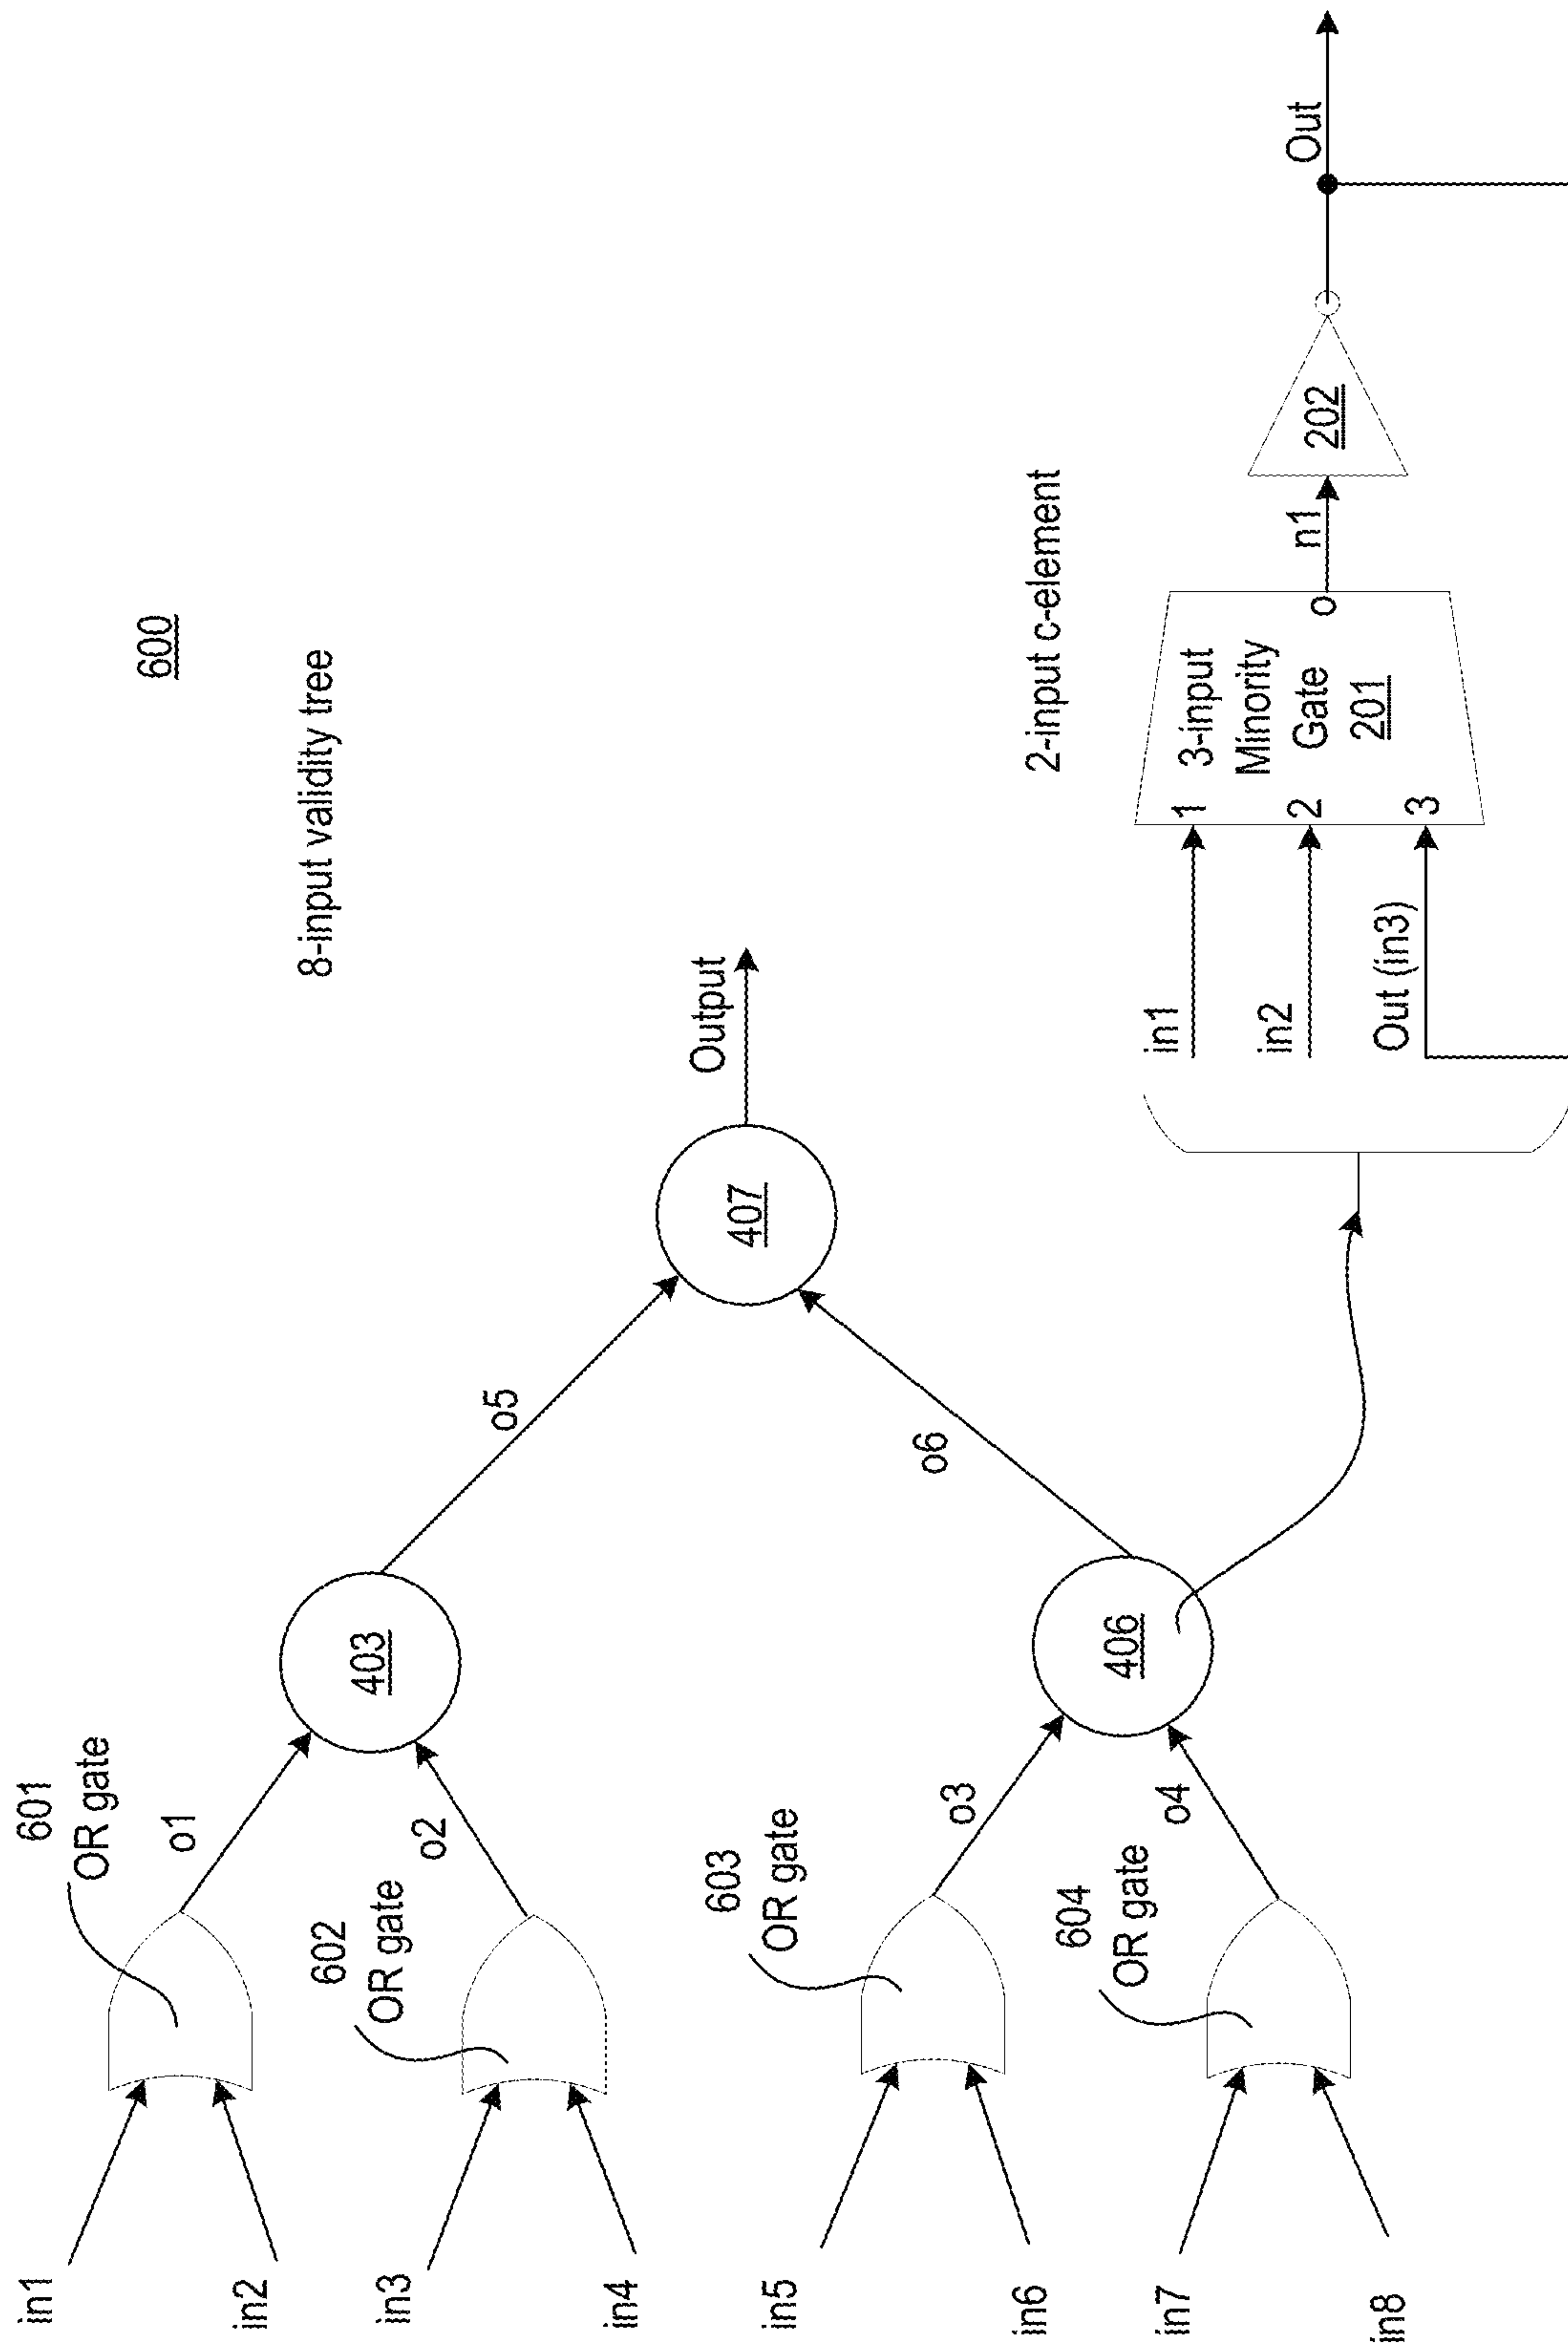 600
8-input validity tree
601
OR gate
in1
in2
o1
602
OR gate
in3
in4
o2
403
o5
603
OR gate
in5
in6
o3
604
OR gate
in7
in8
o4
406
o6
407
Output
2-input c-element
in1
in2
Out (in3)
1
2
3
3-input
Minority
Gate
201
o
n1
202
Out